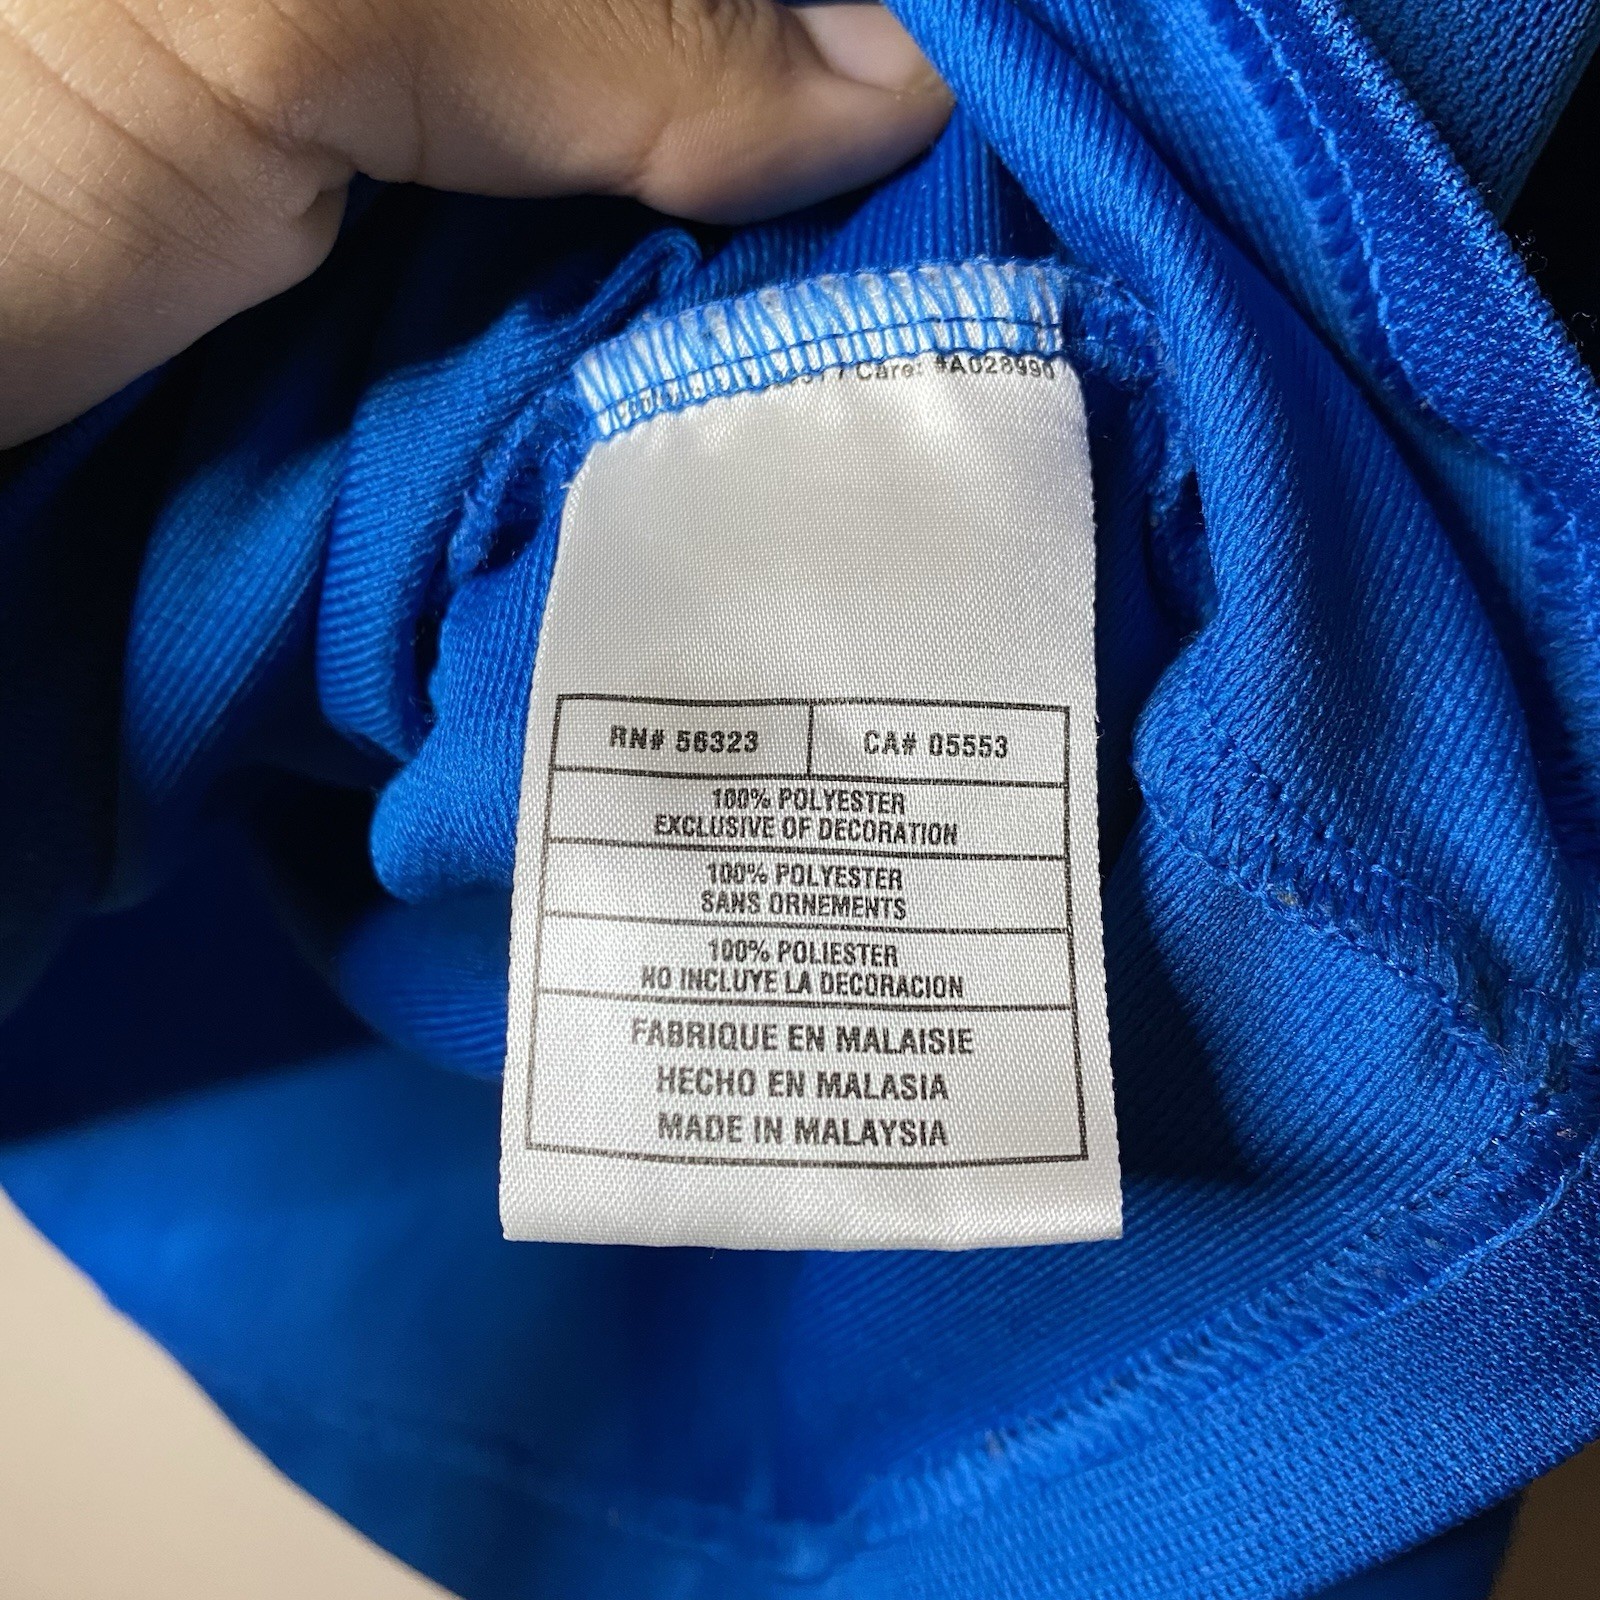 Care: #A028990
RN# 56323
CA# 05553
100% POLYESTER
EXCLUSIVE OF DECORATION
100% POLYESTER
SANS ORNEMENTS
100% POLIESTER
NO INCLUYE LA DECORACION
FABRIQUE EN MALAISIE
HECHO EN MALASIA
MADE IN MALAYSIA